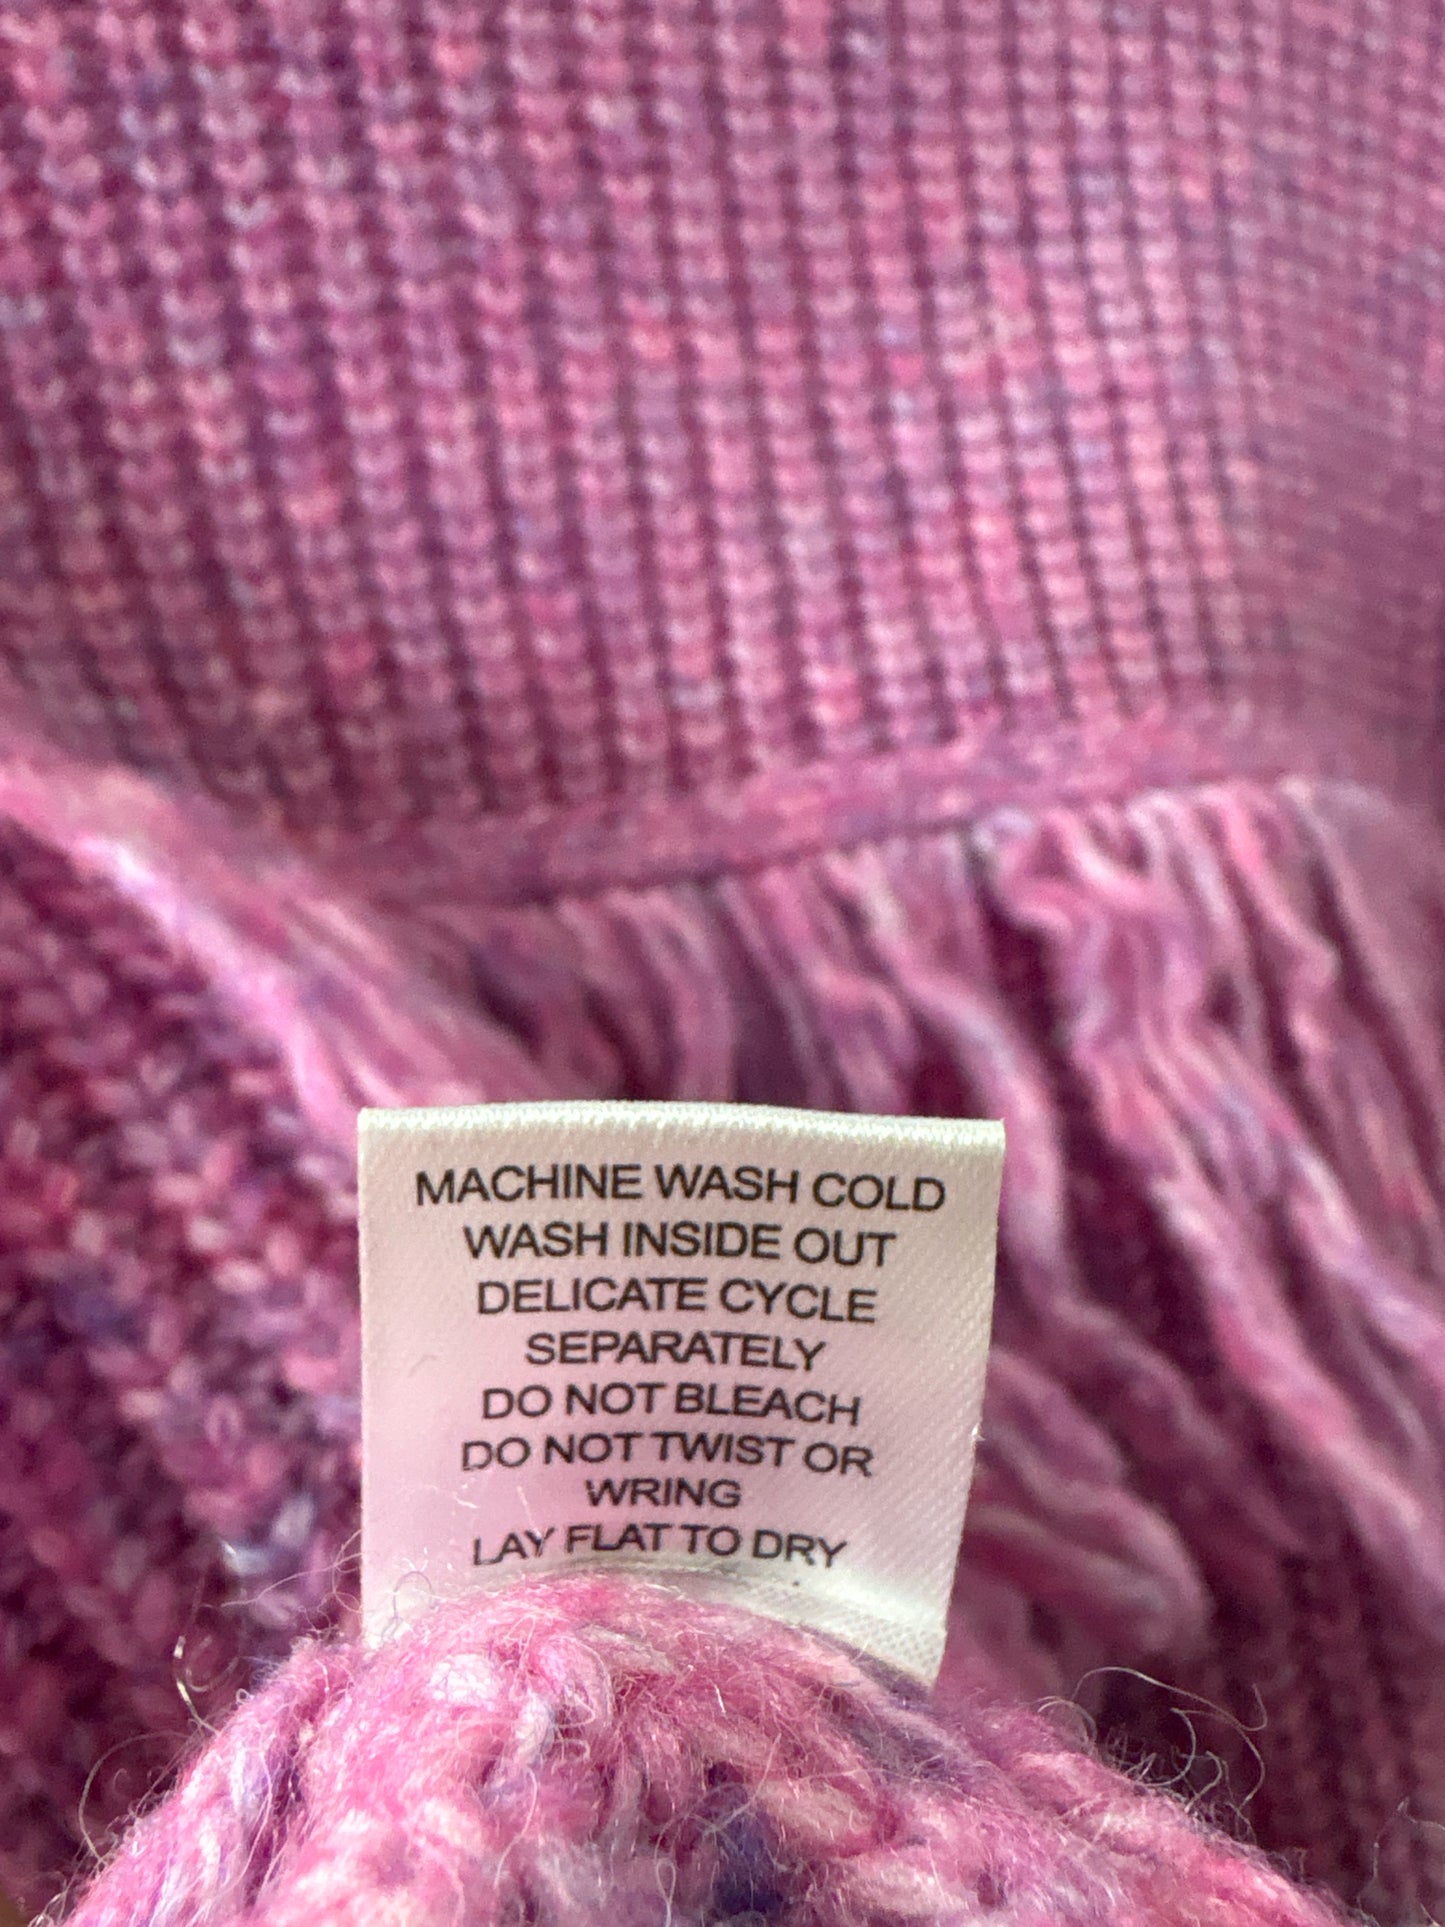 MACHINE WASH COLD
WASH INSIDE OUT
DELICATE CYCLE
SEPARATELY
DO NOT BLEACH
DO NOT TWIST OR
WRING
LAY FLAT TO DRY